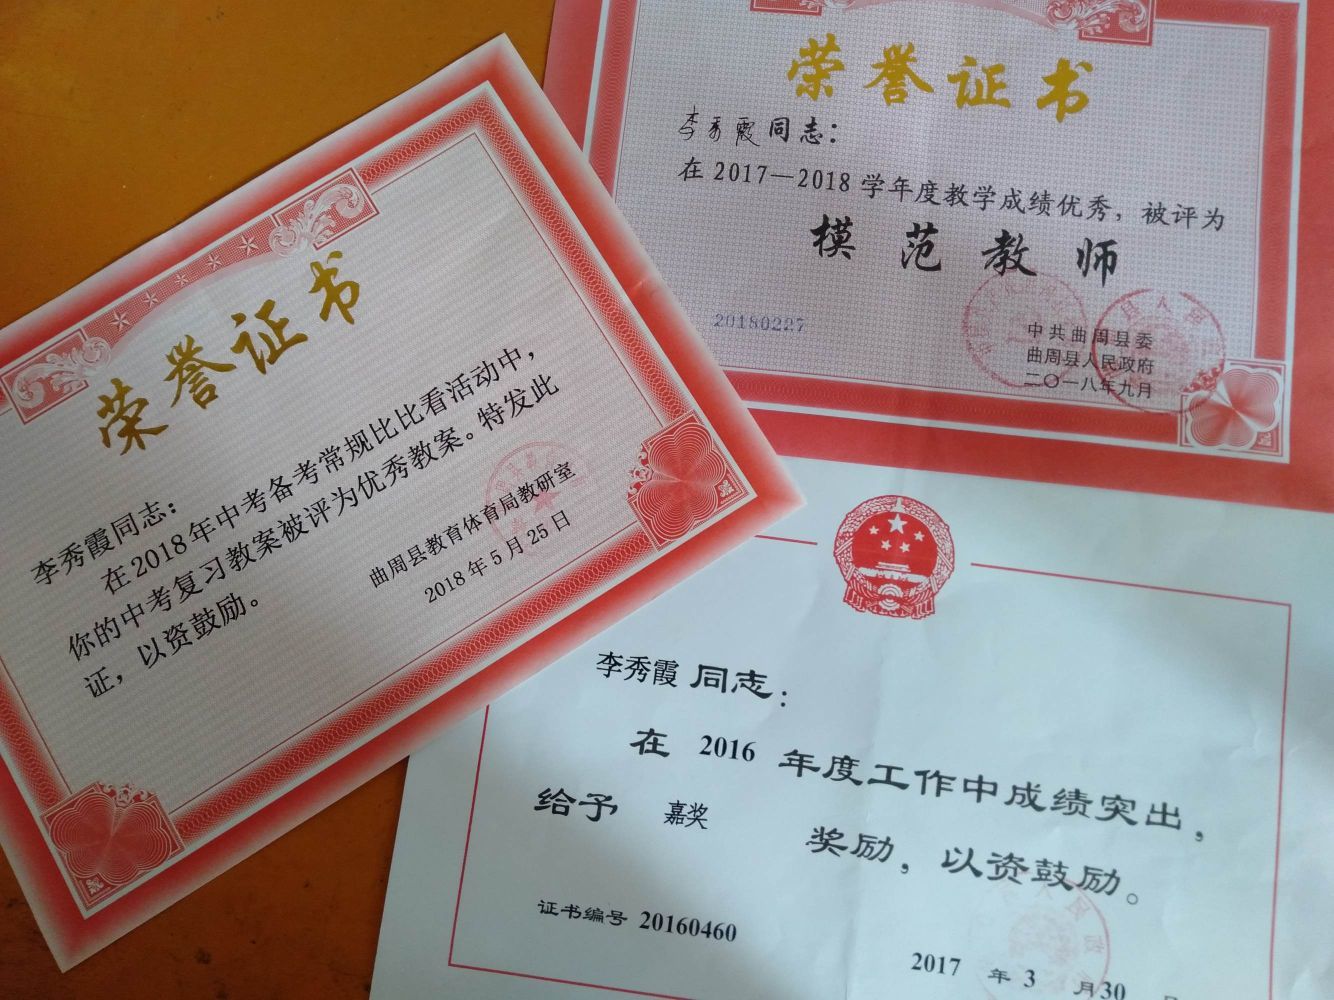 荣誉证书
李秀霞同志：
在2018年中考备考常规比比看活动中，
你的中考复习教案被评为优秀教案。特发此
证，以资鼓励。
曲周县教育体育局教研室
2018年5月25日
荣誉证书
李秀霞同志：
在2017—2018学年度教学成绩优秀，被评为
模范教师
20180227
中共曲周县委
曲周县人民政府
二〇一八年九月
李秀霞 同志：
在 2016 年度工作中成绩突出，
给予 嘉奖 奖励，以资鼓励。
证书编号 20160460
2017 年 3 月 30